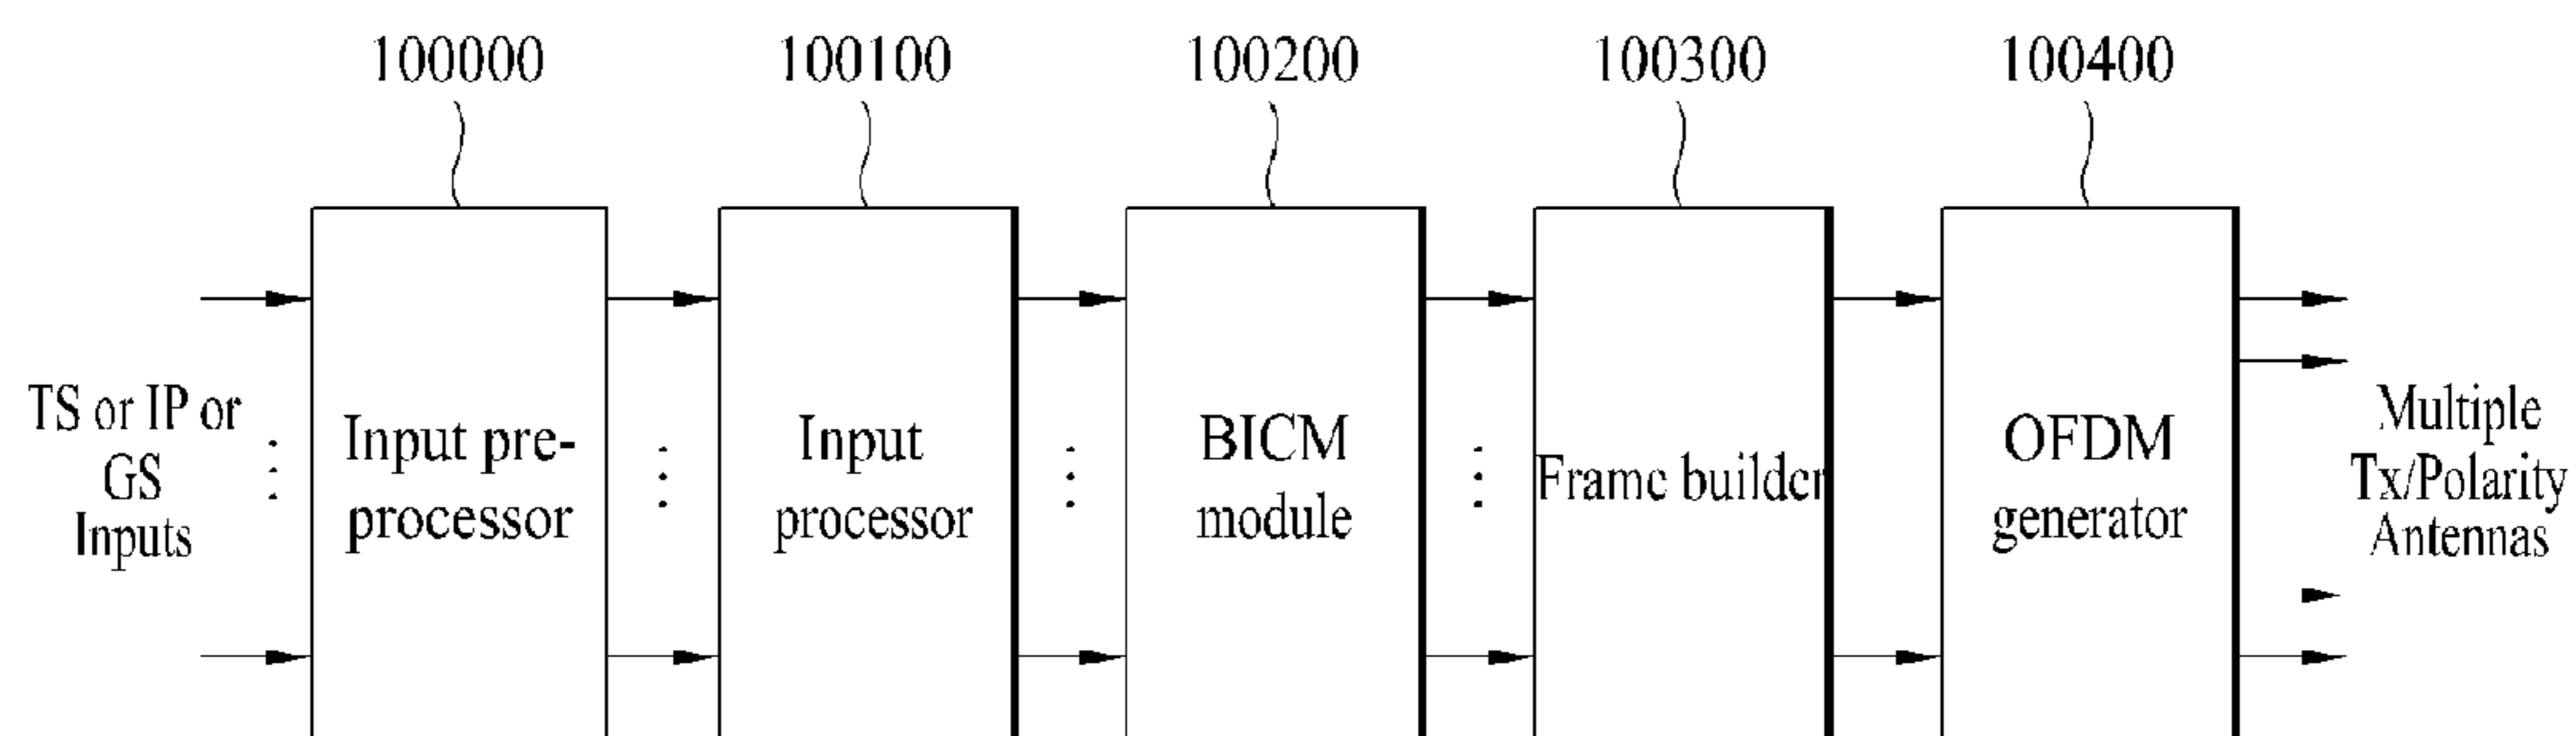 100000
100100
100200
100300
100400
TS or IP or
GS
Inputs
Input pre-
processor
Input
processor
BICM
module
Frame builder
OFDM
generator
Multiple
Tx/Polarity
Antennas